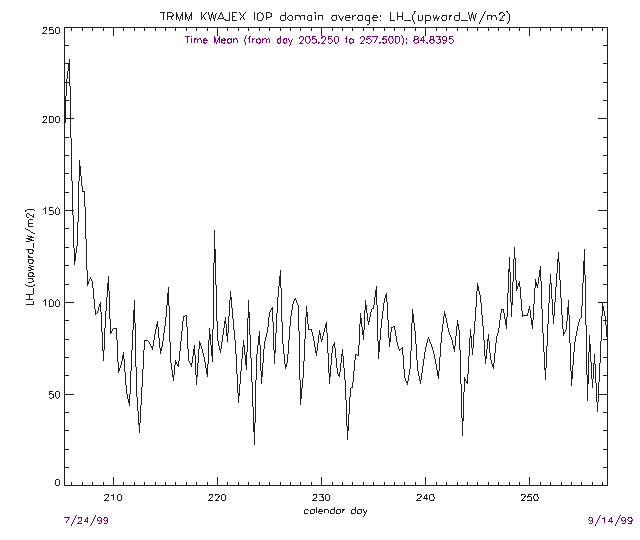 TRMM KWAJEX IOP domain average: LH_(upward_W/m2)
Time Mean (from day 205.250 to 257.500): 84.8395
250
200
150
100
50
0
LH_(upward_W/m2)
210 220 230 240 250
calendar day
7/24/99 9/14/99